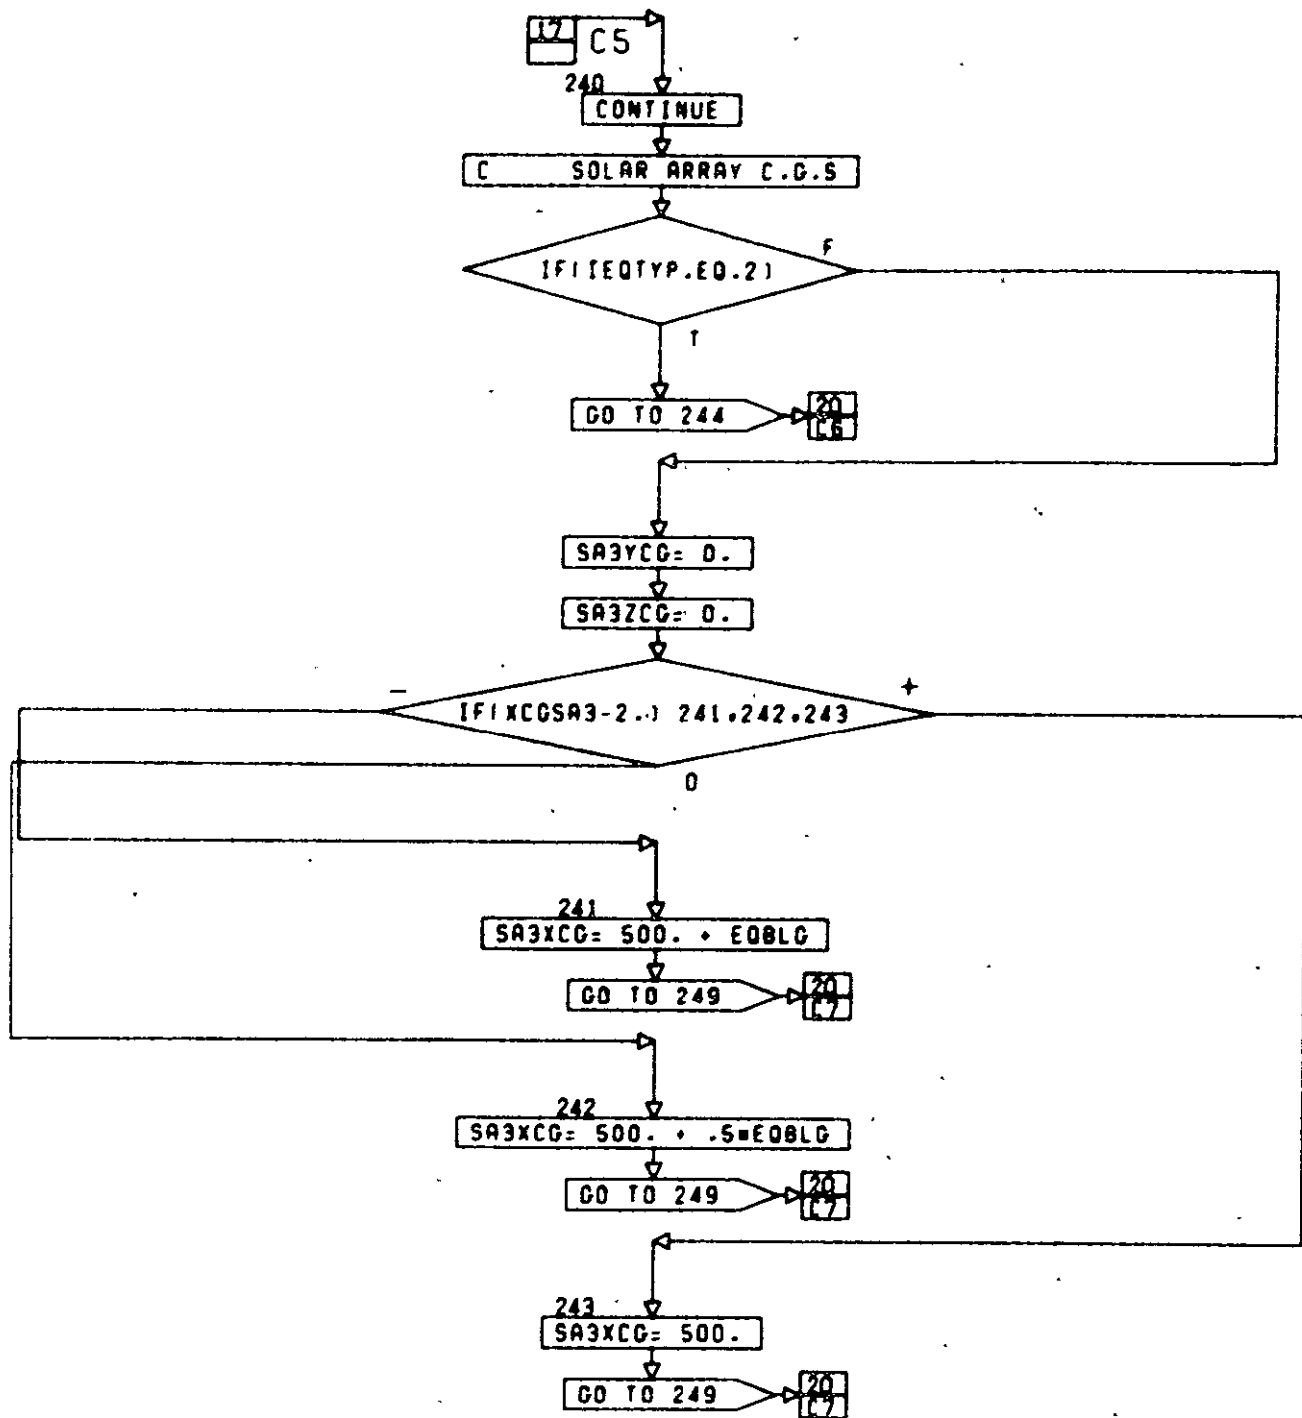 17
C5
240
CONTINUE
C SOLAR ARRAY C.G.S
IF(IEQTYP.EQ.2)
F
T
GO TO 244
20
C6
SA3YCG= 0.
SA3ZCG= 0.
-
+
IF(XCGSA3-2.) 241,242,243
0
241
SA3XCG= 500. + EQBLG
GO TO 249
20
C7
242
SA3XCG= 500. + .5*EQBLG
GO TO 249
20
C7
243
SA3XCG= 500.
GO TO 249
20
C7